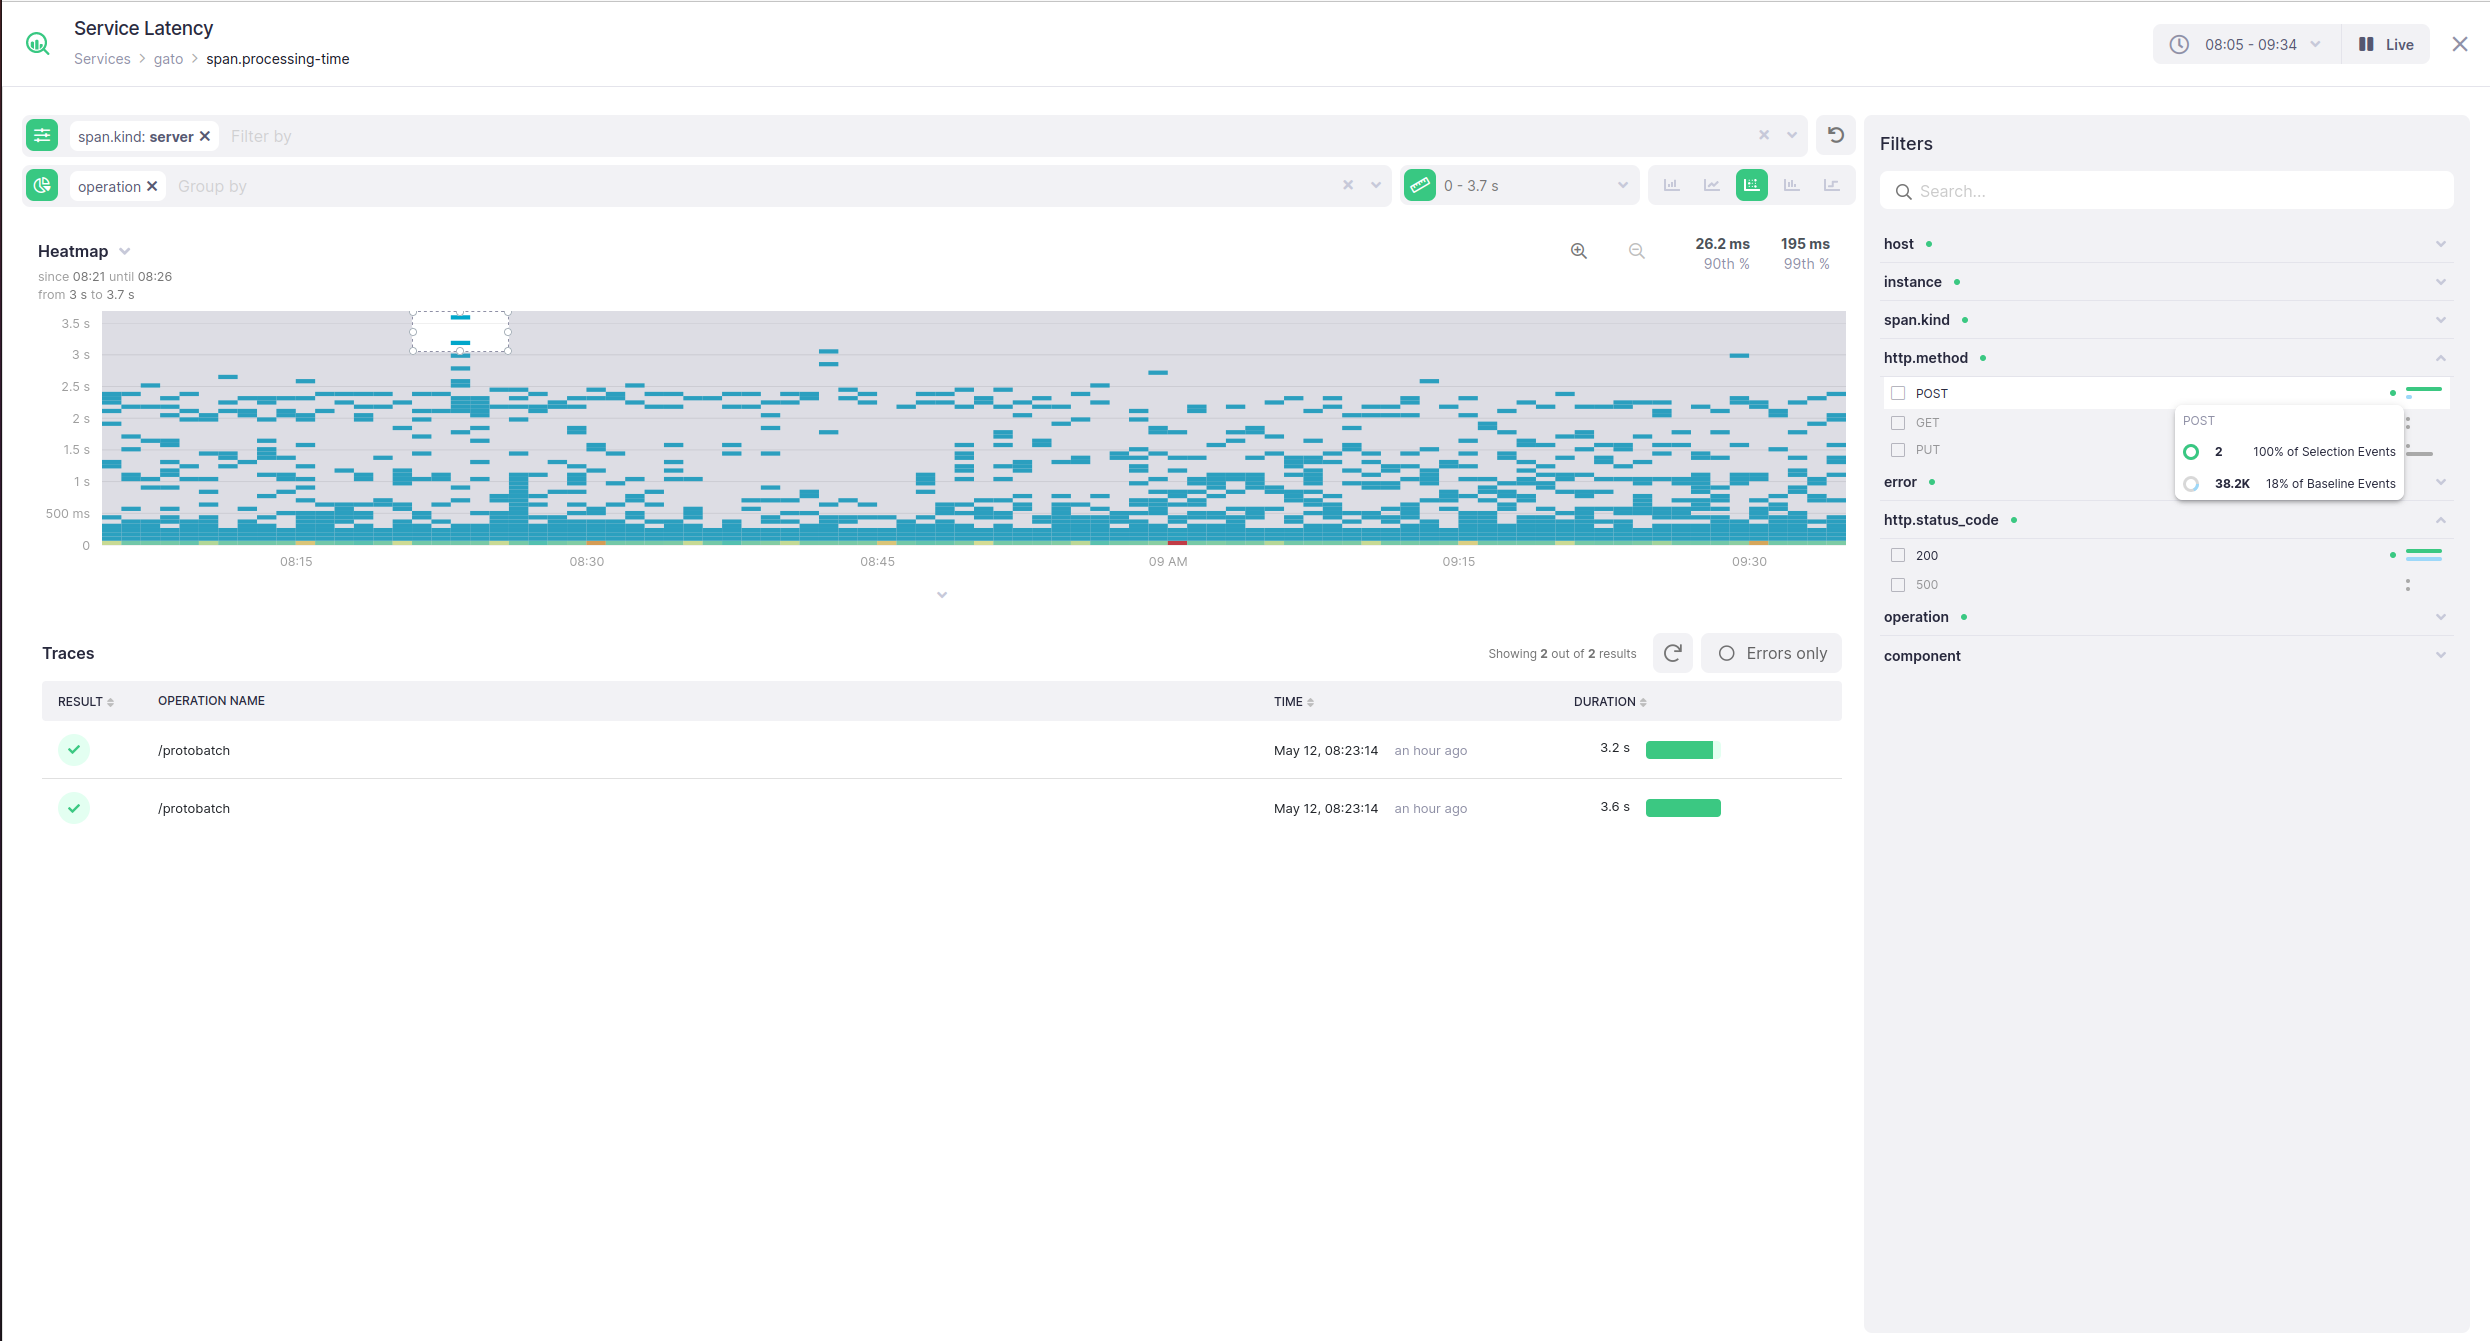 Service Latency
Services > gato > span.processing-time
08:05 - 09:34
Live
span.kind: server
Filter by
operation
Group by
0 - 3.7 s
Heatmap
since 08:21 until 08:26
from 3 s to 3.7 s
26.2 ms
90th %
195 ms
99th %
3.5 s
3 s
2.5 s
2 s
1.5 s
1 s
500 ms
0
08:15
08:30
08:45
09 AM
09:15
09:30
Traces
Showing 2 out of 2 results
Errors only
RESULT
OPERATION NAME
TIME
DURATION
/protobatch
May 12, 08:23:14
an hour ago
3.2 s
/protobatch
May 12, 08:23:14
an hour ago
3.6 s
Filters
Search...
host
instance
span.kind
http.method
POST
GET
PUT
POST
2 100% of Selection Events
38.2K 18% of Baseline Events
error
http.status_code
200
500
operation
component